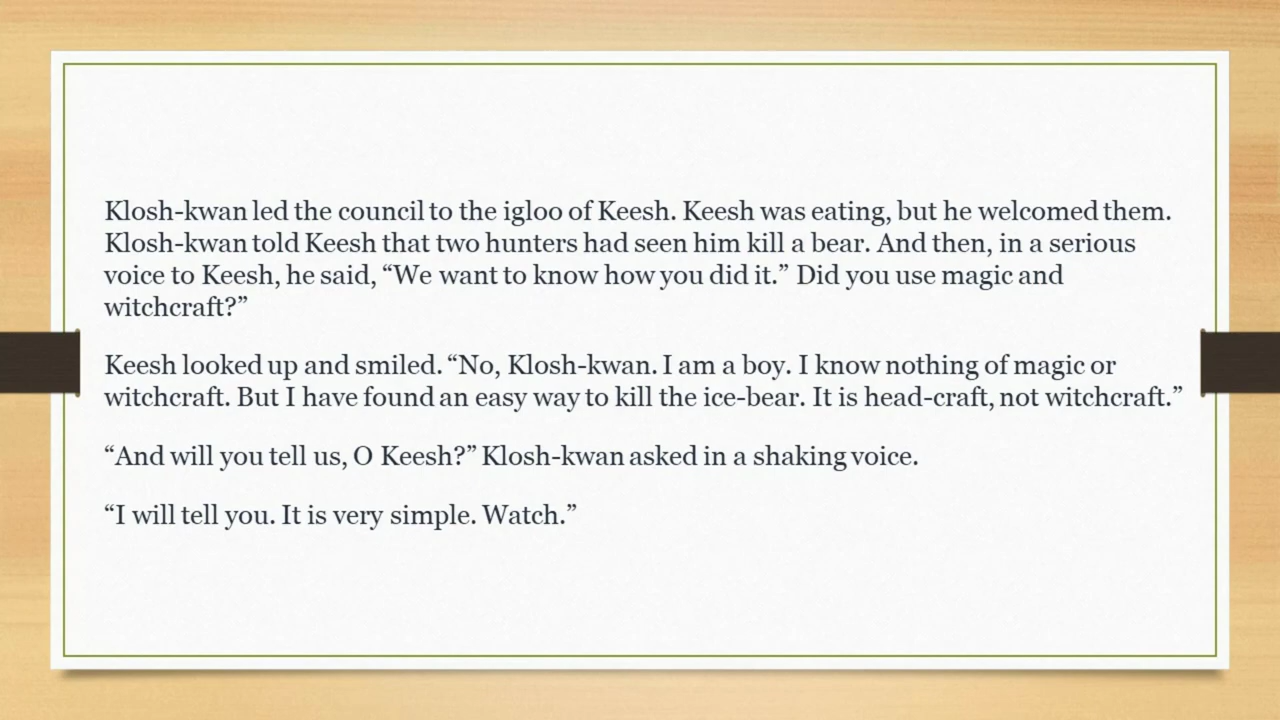 Klosh-kwan led the council to the igloo of Keesh. Keesh was eating, but he welcomed them.
Klosh-kwan told Keesh that two hunters had seen him kill a bear. And then, in a serious
voice to Keesh, he said, “We want to know how you did it.” Did you use magic and
witchcraft?”
Keesh looked up and smiled. “No, Klosh-kwan. I am a boy. I know nothing of magic or
witchcraft. But I have found an easy way to kill the ice-bear. It is head-craft, not witchcraft.”
“And will you tell us, O Keesh?” Klosh-kwan asked in a shaking voice.
“I will tell you. It is very simple. Watch.”